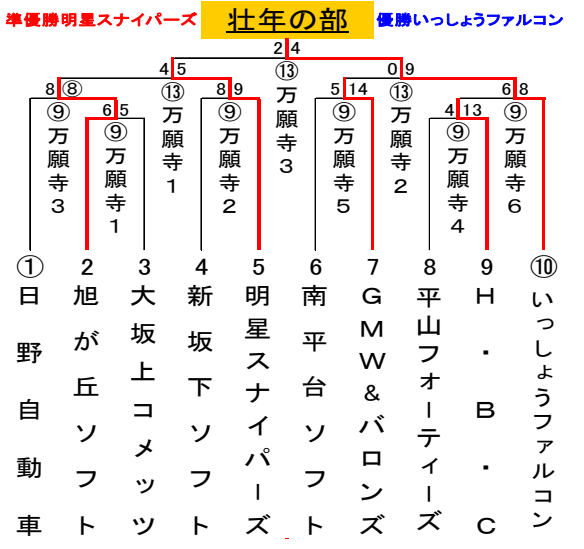 準優勝明星スナイパーズ
壮年の部
優勝いっしょうファルコン
2 4
4 5
⑬万願寺3
0 9
8 ⑧
⑬万願寺1
8 9
5 14
⑬万願寺2
6 8
⑨万願寺3
6 5
⑨万願寺2
⑨万願寺5
4 13
⑨万願寺6
⑨万願寺1
⑨万願寺4
① 2 3 4 5 6 7 8 9 ⑩
日野自動車
旭が丘ソフト
大坂上コメッツ
新坂下ソフト
明星スナイパーズ
南平台ソフト
GMW&バロンズ
平山フォーティーズ
H・B・C
いっしょうファルコン